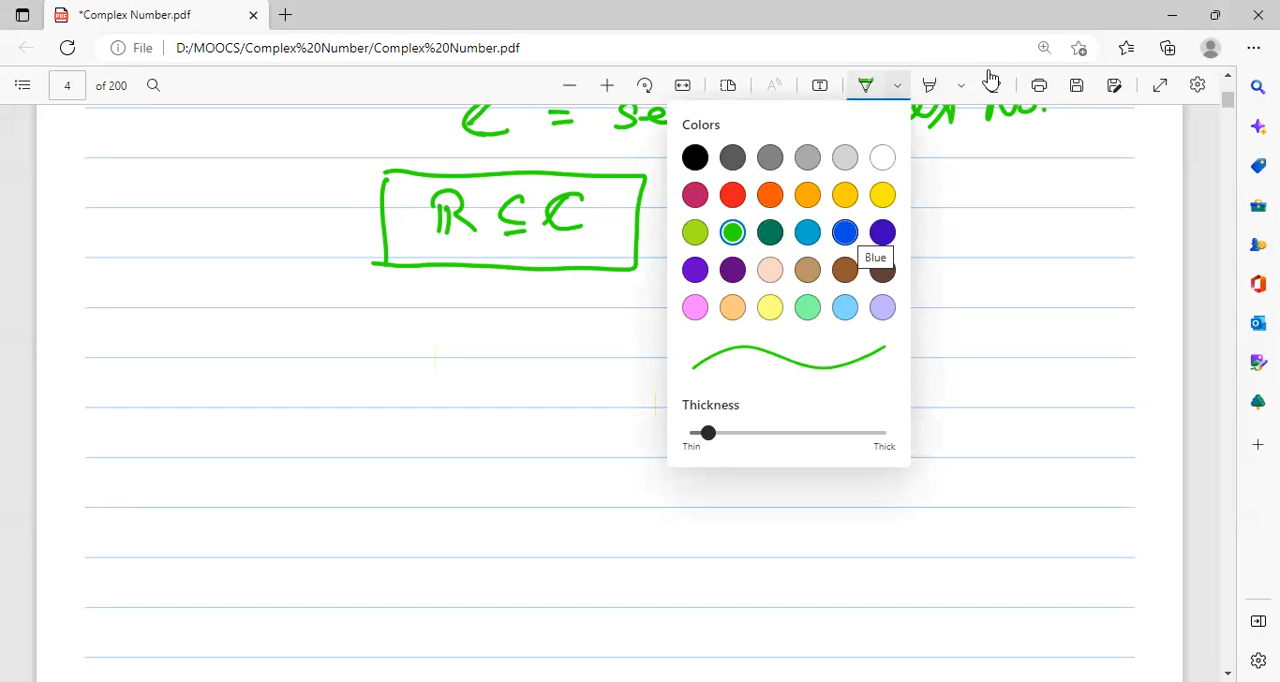 *Complex Number.pdf
File D:/MOOCS/Complex%20Number/Complex%20Number.pdf
4 of 200
ℂ = se No.
Colors
ℝ ⊆ ℂ
Blue
Thickness
Thin Thick